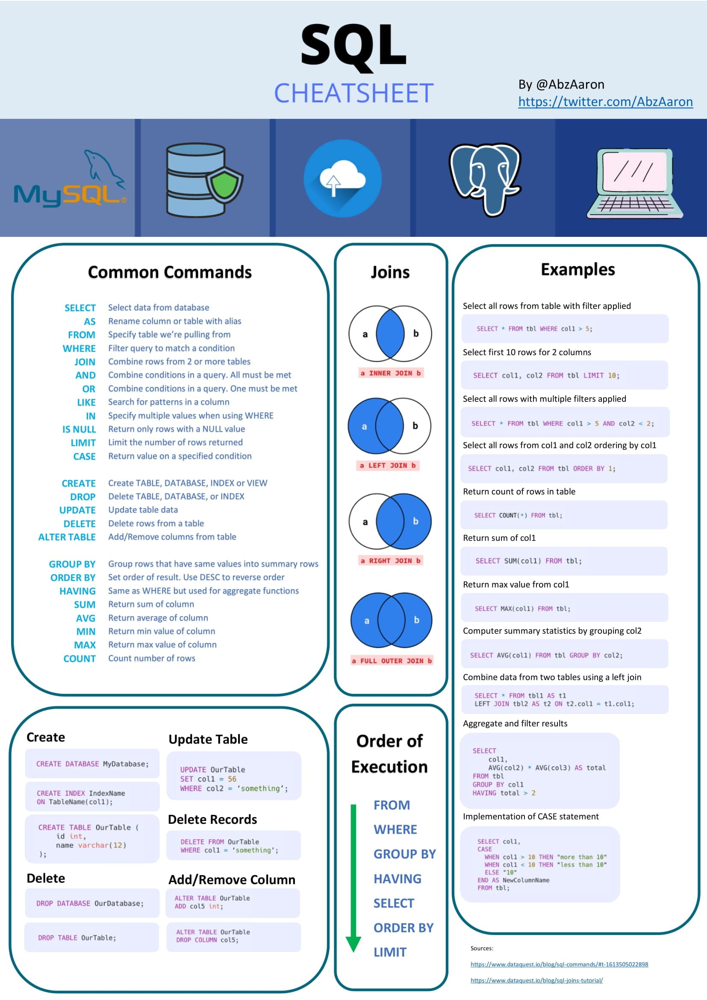 SQL
CHEATSHEET
By @AbzAaron
https://twitter.com/AbzAaron
MySQL®
Common Commands
SELECT Select data from database
AS Rename column or table with alias
FROM Specify table we’re pulling from
WHERE Filter query to match a condition
JOIN Combine rows from 2 or more tables
AND Combine conditions in a query. All must be met
OR Combine conditions in a query. One must be met
LIKE Search for patterns in a column
IN Specify multiple values when using WHERE
IS NULL Return only rows with a NULL value
LIMIT Limit the number of rows returned
CASE Return value on a specified condition
CREATE Create TABLE, DATABASE, INDEX or VIEW
DROP Delete TABLE, DATABASE, or INDEX
UPDATE Update table data
DELETE Delete rows from a table
ALTER TABLE Add/Remove columns from table
GROUP BY Group rows that have same values into summary rows
ORDER BY Set order of result. Use DESC to reverse order
HAVING Same as WHERE but used for aggregate functions
SUM Return sum of column
AVG Return average of column
MIN Return min value of column
MAX Return max value of column
COUNT Count number of rows
Joins
a b
a INNER JOIN b
a b
a LEFT JOIN b
a b
a RIGHT JOIN b
a b
a FULL OUTER JOIN b
Examples
Select all rows from table with filter applied
SELECT * FROM tbl WHERE col1 > 5;
Select first 10 rows for 2 columns
SELECT col1, col2 FROM tbl LIMIT 10;
Select all rows with multiple filters applied
SELECT * FROM tbl WHERE col1 > 5 AND col2 < 2;
Select all rows from col1 and col2 ordering by col1
SELECT col1, col2 FROM tbl ORDER BY 1;
Return count of rows in table
SELECT COUNT(*) FROM tbl;
Return sum of col1
SELECT SUM(col1) FROM tbl;
Return max value from col1
SELECT MAX(col1) FROM tbl;
Computer summary statistics by grouping col2
SELECT AVG(col1) FROM tbl GROUP BY col2;
Combine data from two tables using a left join
SELECT * FROM tbl1 AS t1
LEFT JOIN tbl2 AS t2 ON t2.col1 = t1.col1;
Aggregate and filter results
SELECT
col1,
AVG(col2) * AVG(col3) AS total
FROM tbl
GROUP BY col1
HAVING total > 2
Implementation of CASE statement
SELECT col1,
CASE
WHEN col1 > 10 THEN "more than 10"
WHEN col1 < 10 THEN "less than 10"
ELSE "10"
END AS NewColumnName
FROM tbl;
Create
CREATE DATABASE MyDatabase;
CREATE INDEX IndexName
ON TableName(col1);
CREATE TABLE OurTable (
id int,
name varchar(12)
);
Delete
DROP DATABASE OurDatabase;
DROP TABLE OurTable;
Update Table
UPDATE OurTable
SET col1 = 56
WHERE col2 = ‘something’;
Delete Records
DELETE FROM OurTable
WHERE col1 = ‘something’;
Add/Remove Column
ALTER TABLE OurTable
ADD col5 int;
ALTER TABLE OurTable
DROP COLUMN col5;
Order of
Execution
FROM
WHERE
GROUP BY
HAVING
SELECT
ORDER BY
LIMIT
Sources:
https://www.dataquest.io/blog/sql-commands/#t-1613505022898
https://www.dataquest.io/blog/sql-joins-tutorial/